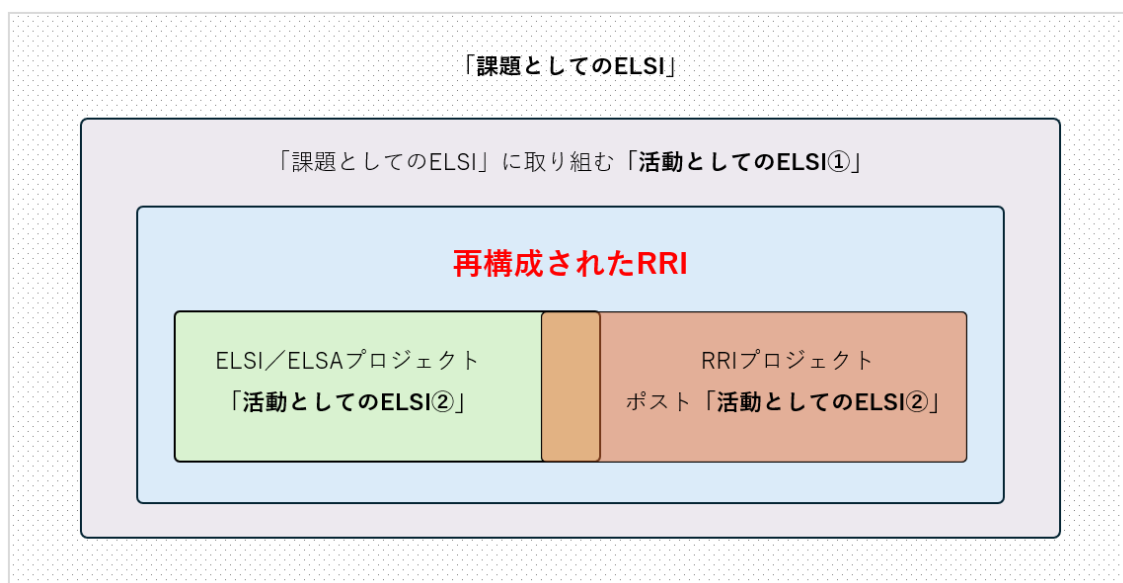 「課題としてのELSI」
「課題としてのELSI」に取り組む「活動としてのELSI①」
再構成されたRRI
ELSI／ELSAプロジェクト
「活動としてのELSI②」
RRIプロジェクト
ポスト「活動としてのELSI②」